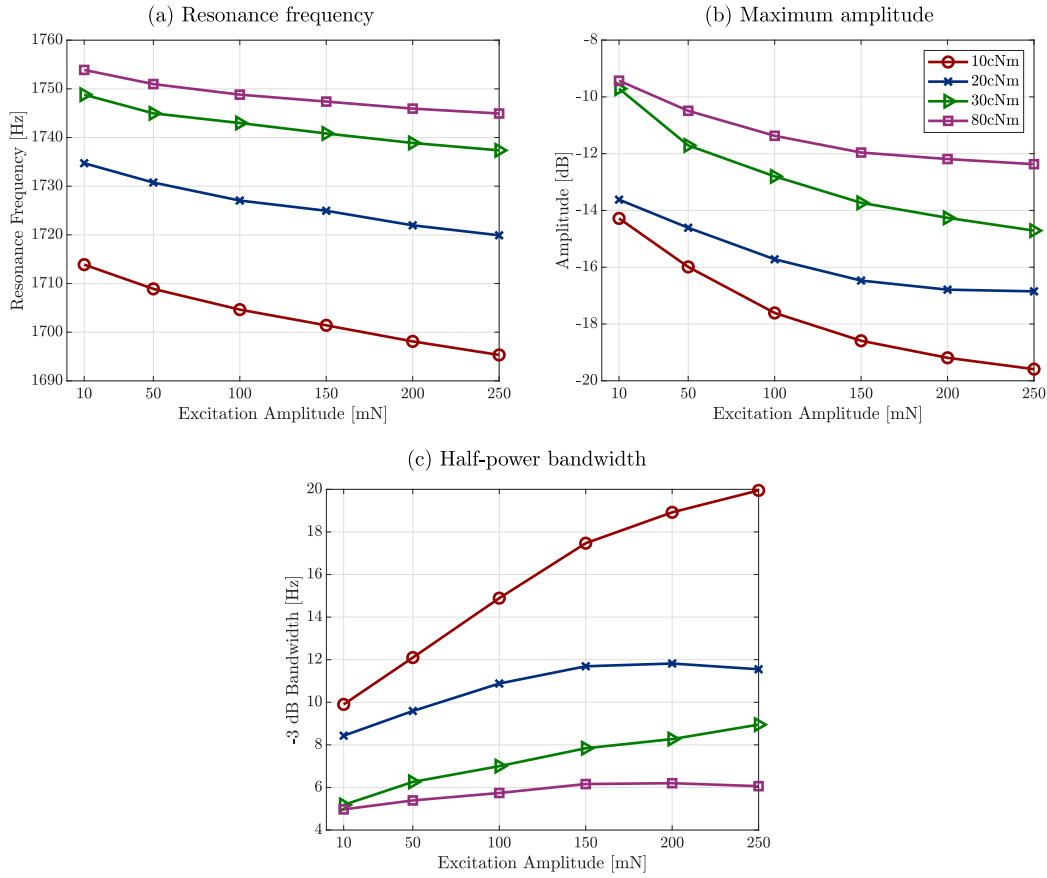 (a) Resonance frequency
1760
1750
1740
1730
1720
1710
1700
1690
Resonance Frequency [Hz]
10 50 100 150 200 250
Excitation Amplitude [mN]
(b) Maximum amplitude
-8
-10
-12
-14
-16
-18
-20
Amplitude [dB]
10cNm
20cNm
30cNm
80cNm
10 50 100 150 200 250
Excitation Amplitude [mN]
(c) Half-power bandwidth
20
18
16
14
12
10
8
6
4
-3 dB Bandwidth [Hz]
10 50 100 150 200 250
Excitation Amplitude [mN]